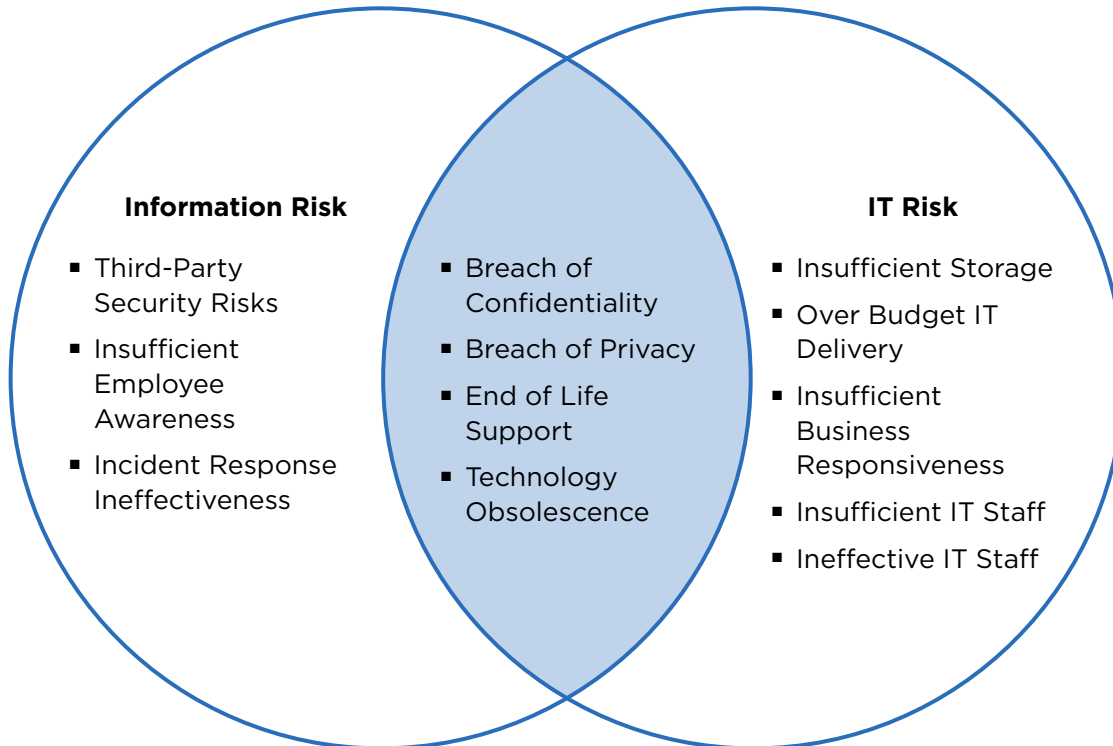 Information Risk
▪ Third-Party
Security Risks
▪ Insufficient
Employee
Awareness
▪ Incident Response
Ineffectiveness
▪ Breach of
Confidentiality
▪ Breach of Privacy
▪ End of Life
Support
▪ Technology
Obsolescence
IT Risk
▪ Insufficient Storage
▪ Over Budget IT
Delivery
▪ Insufficient
Business
Responsiveness
▪ Insufficient IT Staff
▪ Ineffective IT Staff